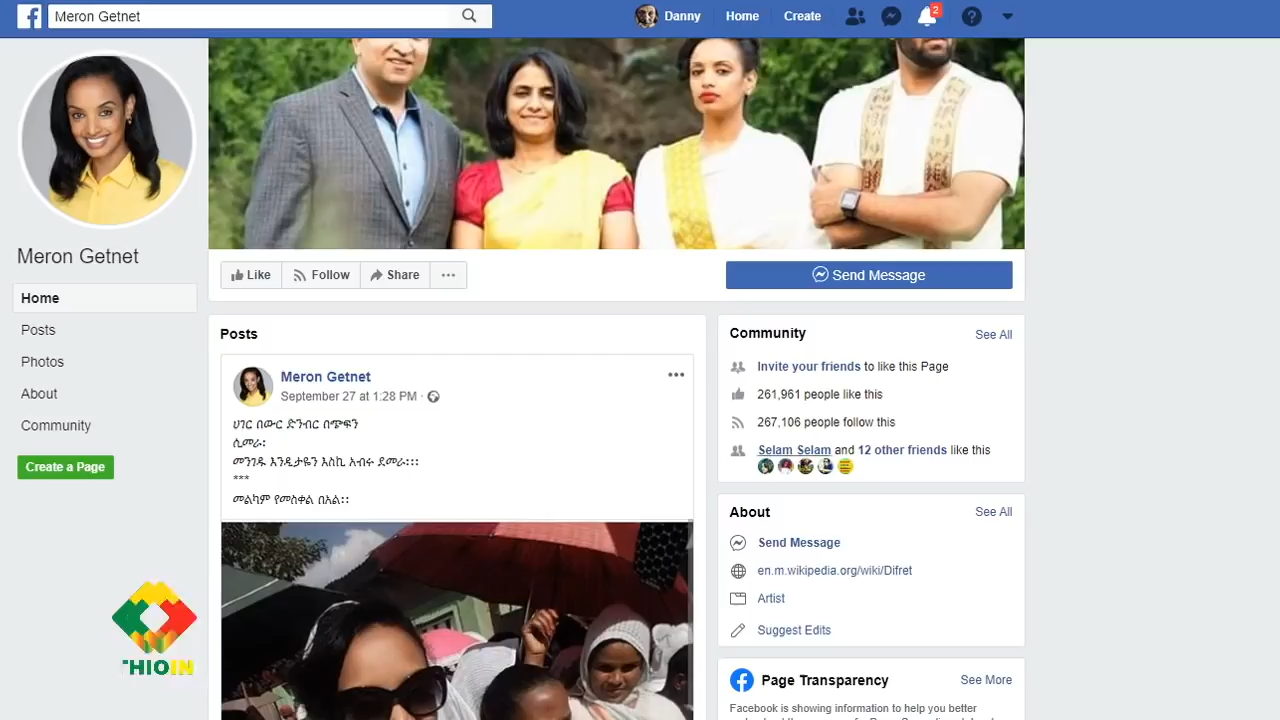 Meron Getnet
Danny
Home
Create
2
Meron Getnet
Home
Posts
Photos
About
Community
Create a Page
Like
Follow
Share
Send Message
Posts
Meron Getnet
September 27 at 1:28 PM
ሀገር በውር ድንብር በጭፍን
ሲመራ፡
መንገዱ እንዲታዬን እስኪ አብሩ ደመራ፡፡፡
***
መልካም የመስቀል በአል፡፡
Community
See All
Invite your friends to like this Page
261,961 people like this
267,106 people follow this
Selam Selam and 12 other friends like this
About
See All
Send Message
en.m.wikipedia.org/wiki/Difret
Artist
Suggest Edits
Page Transparency
See More
Facebook is showing information to help you better
HIOIN